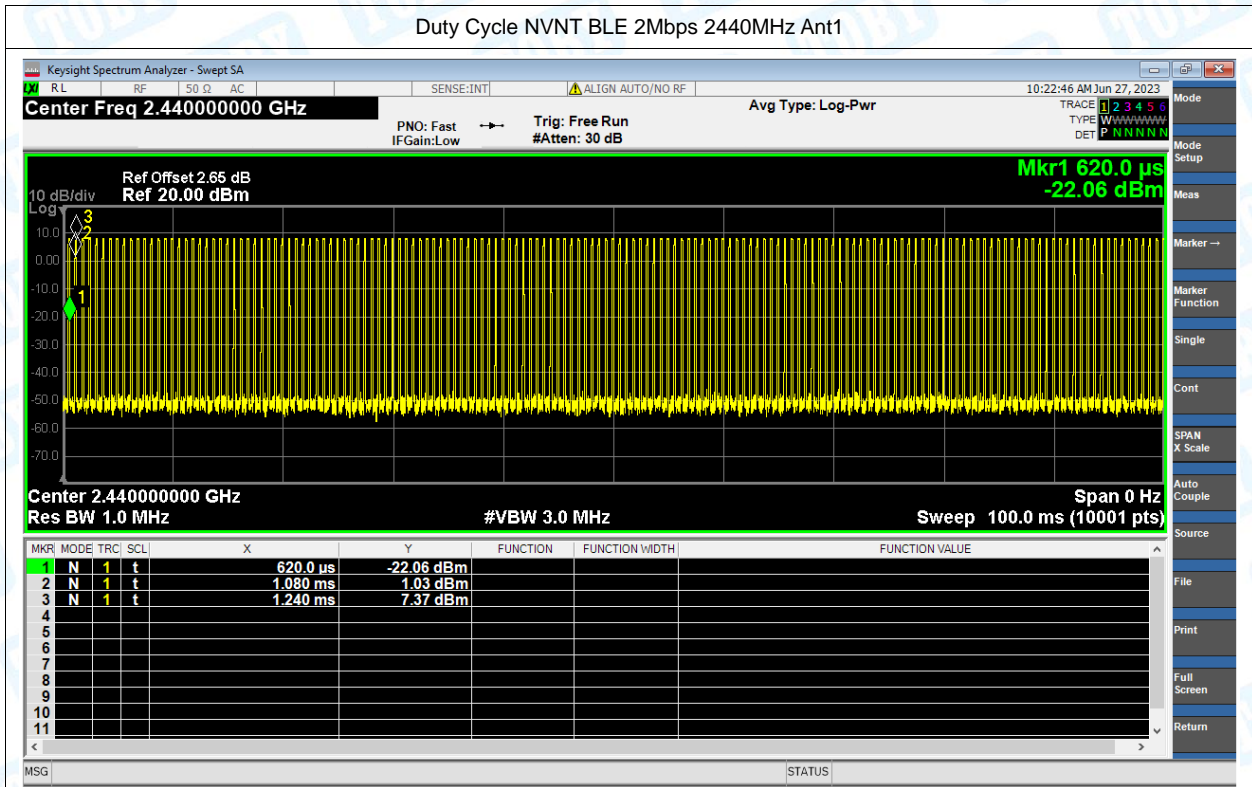 Duty Cycle NVNT BLE 2Mbps 2440MHz Ant1
Keysight Spectrum Analyzer - Swept SA
LXI RL RF 50 Ω AC SENSE:INT ALIGN AUTO/NO RF 10:22:46 AM Jun 27, 2023
Center Freq 2.440000000 GHz
Avg Type: Log-Pwr
TRACE 1 2 3 4 5 6
TYPE WWWWWW
DET P N N N N N
PNO: Fast
IFGain:Low
Trig: Free Run
#Atten: 30 dB
Mkr1 620.0 µs
-22.06 dBm
Ref Offset 2.65 dB
Ref 20.00 dBm
10 dB/div
Log
10.0
0.00
-10.0
-20.0
-30.0
-40.0
-50.0
-60.0
-70.0
3
2
1
Center 2.440000000 GHz Span 0 Hz
Res BW 1.0 MHz #VBW 3.0 MHz Sweep 100.0 ms (10001 pts)
MKR MODE TRC SCL X Y FUNCTION FUNCTION WIDTH FUNCTION VALUE
1 N 1 t 620.0 µs -22.06 dBm
2 N 1 t 1.080 ms 1.03 dBm
3 N 1 t 1.240 ms 7.37 dBm
4
5
6
7
8
9
10
11
MSG STATUS
Mode
Mode Setup
Meas
Marker →
Marker Function
Single
Cont
SPAN X Scale
Auto Couple
Source
File
Print
Full Screen
Return
TOBY